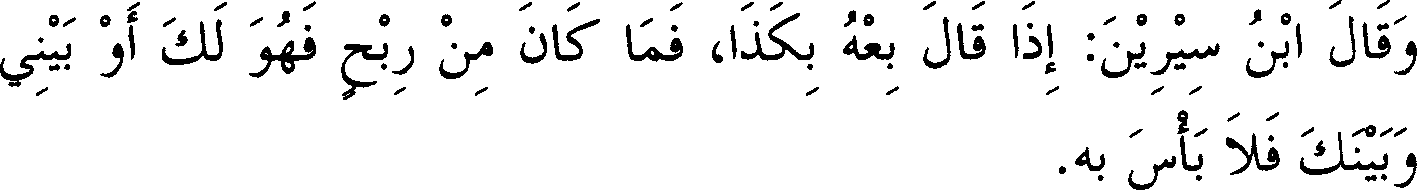 وَقَالَ ابْنُ سِيْرِيْنَ: إِذَا قَالَ بِعْهُ بِكَذَا، فَمَا كَانَ مِنْ رِبْحٍ فَهُوَ لَكَ أَوْ بَيْنِي
وَبَيْنَكَ فَلاَ بَأْسَ به.